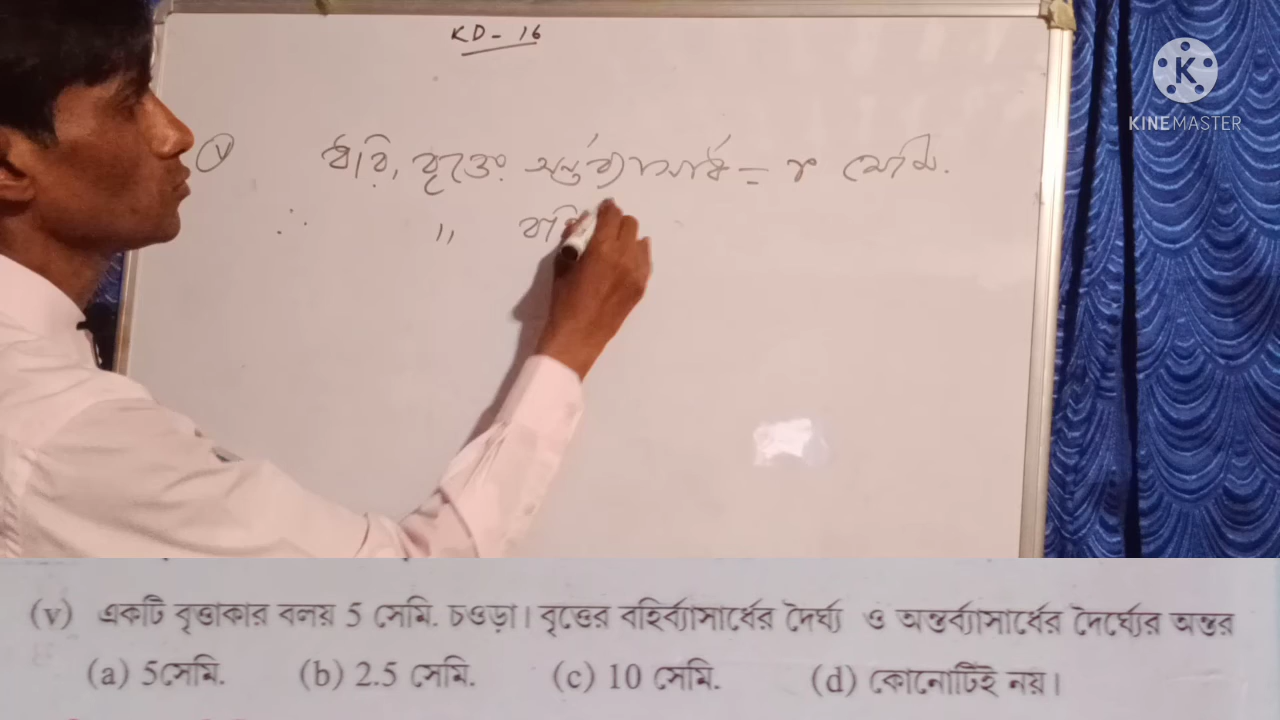 KD - 16
K
KINEMASTER
(v) ধরি, বৃত্তের অন্তর্ব্যাসার্ধ = r সেমি.
∴ " বহি
(v) একটি বৃত্তাকার বলয় 5 সেমি. চওড়া। বৃত্তের বহির্ব্যাসার্ধের দৈর্ঘ্য ও অন্তর্ব্যাসার্ধের দৈর্ঘ্যের অন্তর
(a) 5সেমি. (b) 2.5 সেমি. (c) 10 সেমি. (d) কোনোটিই নয়।